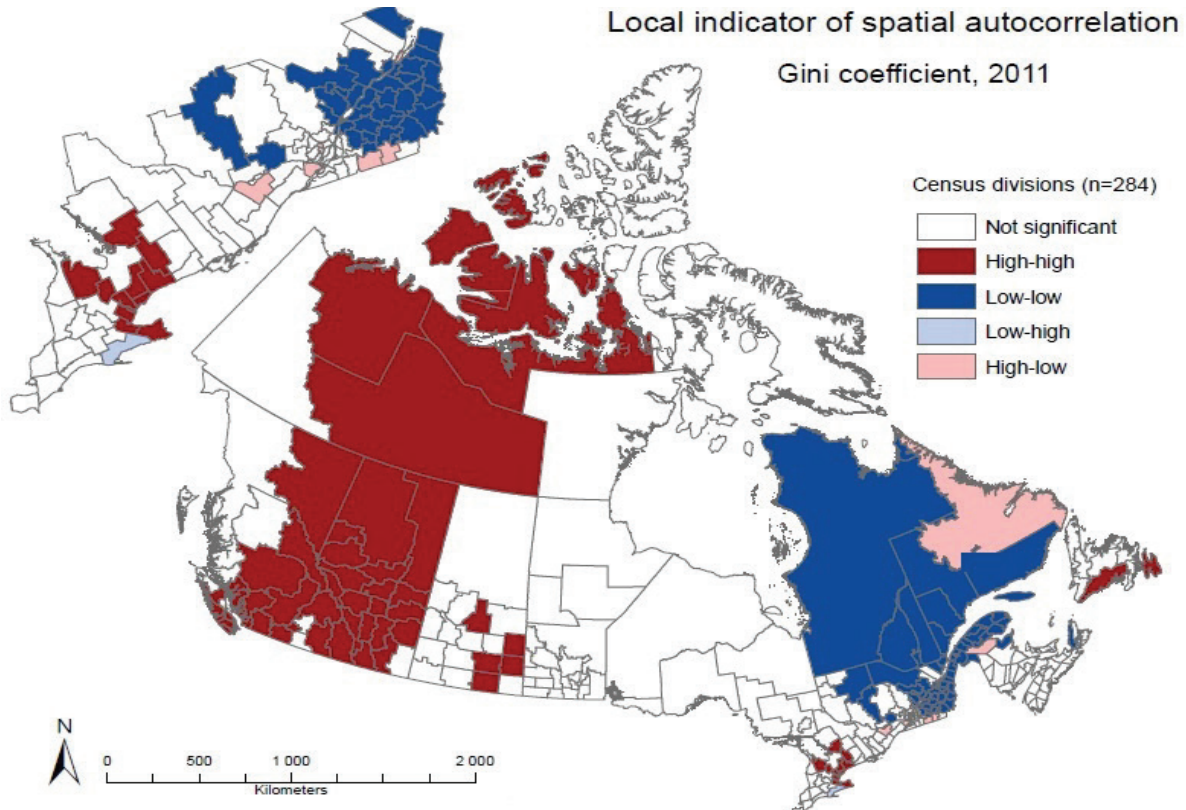 Local indicator of spatial autocorrelation
Gini coefficient, 2011
Census divisions (n=284)
Not significant
High-high
Low-low
Low-high
High-low
N
0 500 1 000 2 000
Kilometers